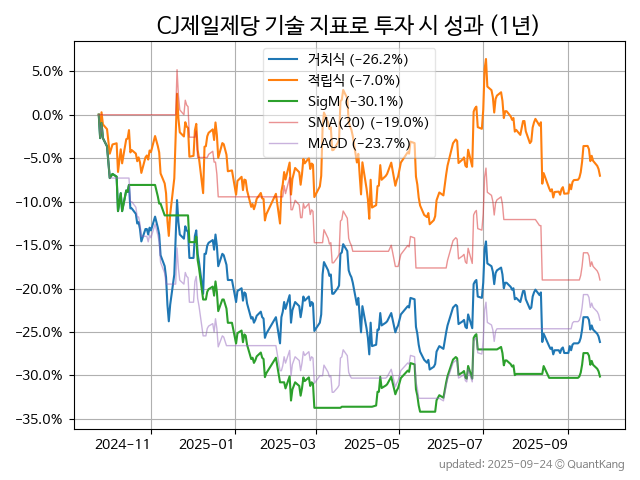 CJ제일제당 기술 지표로 투자 시 성과 (1년)
거치식 (−26.2%)
적립식 (−7.0%)
SigM (−30.1%)
SMA(20) (−19.0%)
MACD (−23.7%)
5.0%
0.0%
−5.0%
−10.0%
−15.0%
−20.0%
−25.0%
−30.0%
−35.0%
2024−11 2025−01 2025−03 2025−05 2025−07 2025−09
updated: 2025−09−24 ⓒ QuantKang